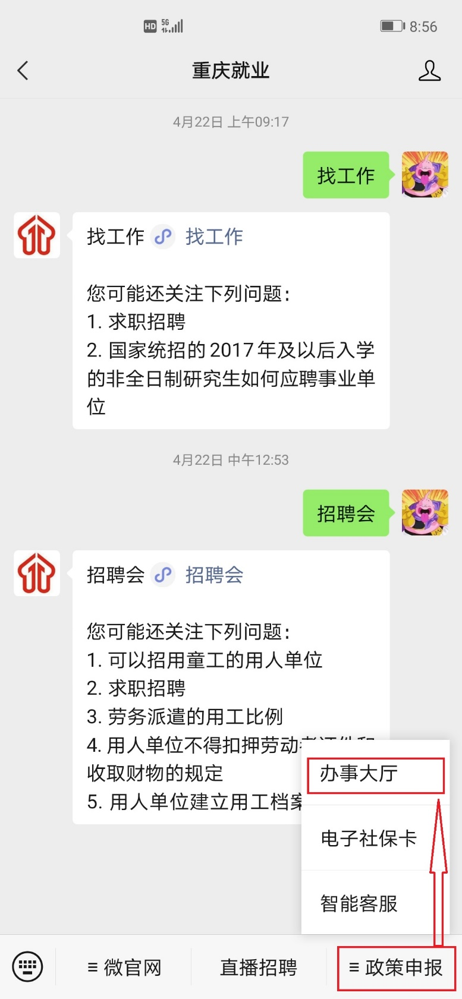 HD 5G 8:56
重庆就业
4月22日 上午09:17
找工作
找工作 找工作
您可能还关注下列问题:
1. 求职招聘
2. 国家统招的2017年及以后入学
的非全日制研究生如何应聘事业单
位
4月22日 中午12:53
招聘会
招聘会 招聘会
您可能还关注下列问题:
1. 可以招用童工的用人单位
2. 求职招聘
3. 劳务派遣的用工比例
4. 用人单位不得扣押劳动者证件和
收取财物的规定
5. 用人单位建立用工档案
办事大厅
电子社保卡
智能客服
微官网 直播招聘 政策申报